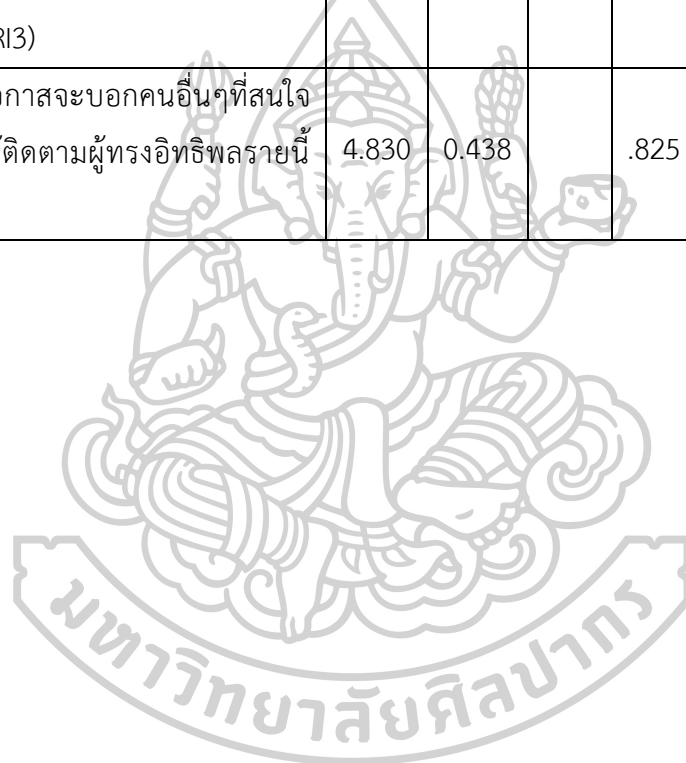 RI3)
อกาสจะบอกคนอื่นๆที่สนใจ
ติดตามผู้ทรงอิทธิพลรายนี้ 4.830 0.438 .825
มหาวิทยาลัยศิลปากร